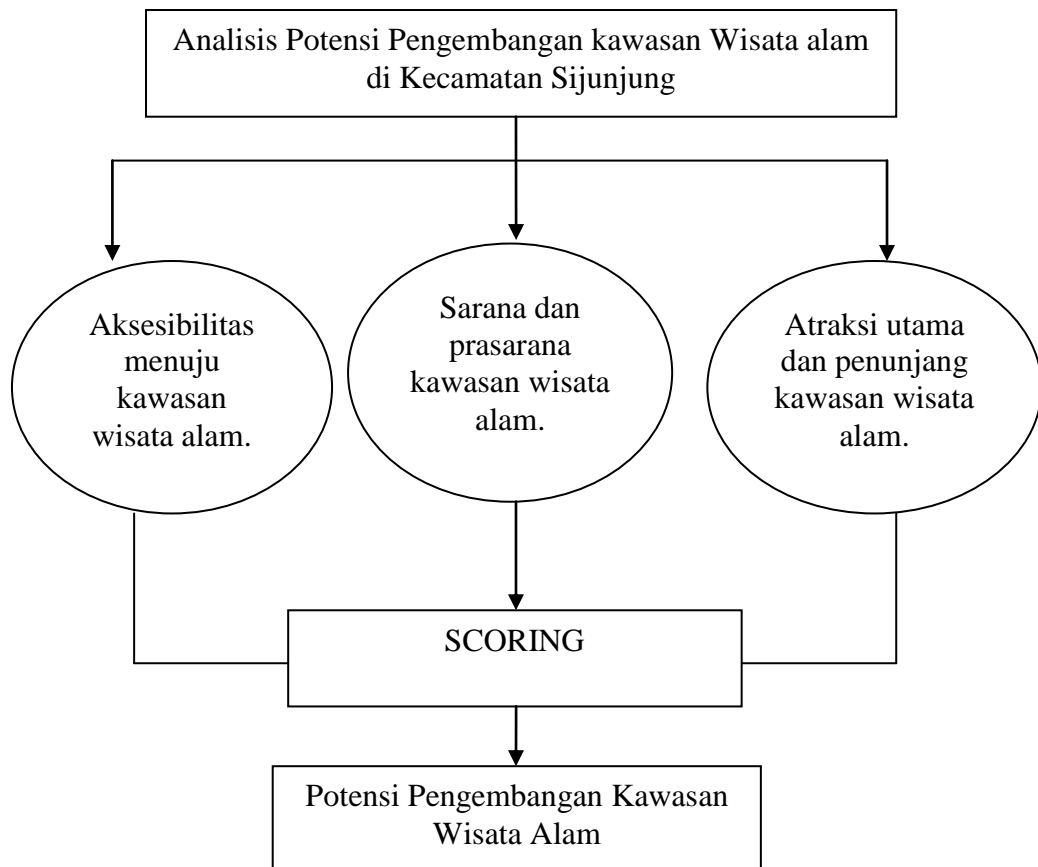 Analisis Potensi Pengembangan kawasan Wisata alam
di Kecamatan Sijunjung
Aksesibilitas
menuju
kawasan
wisata alam.
Sarana dan
prasarana
kawasan wisata
alam.
Atraksi utama
dan penunjang
kawasan wisata
alam.
SCORING
Potensi Pengembangan Kawasan
Wisata Alam